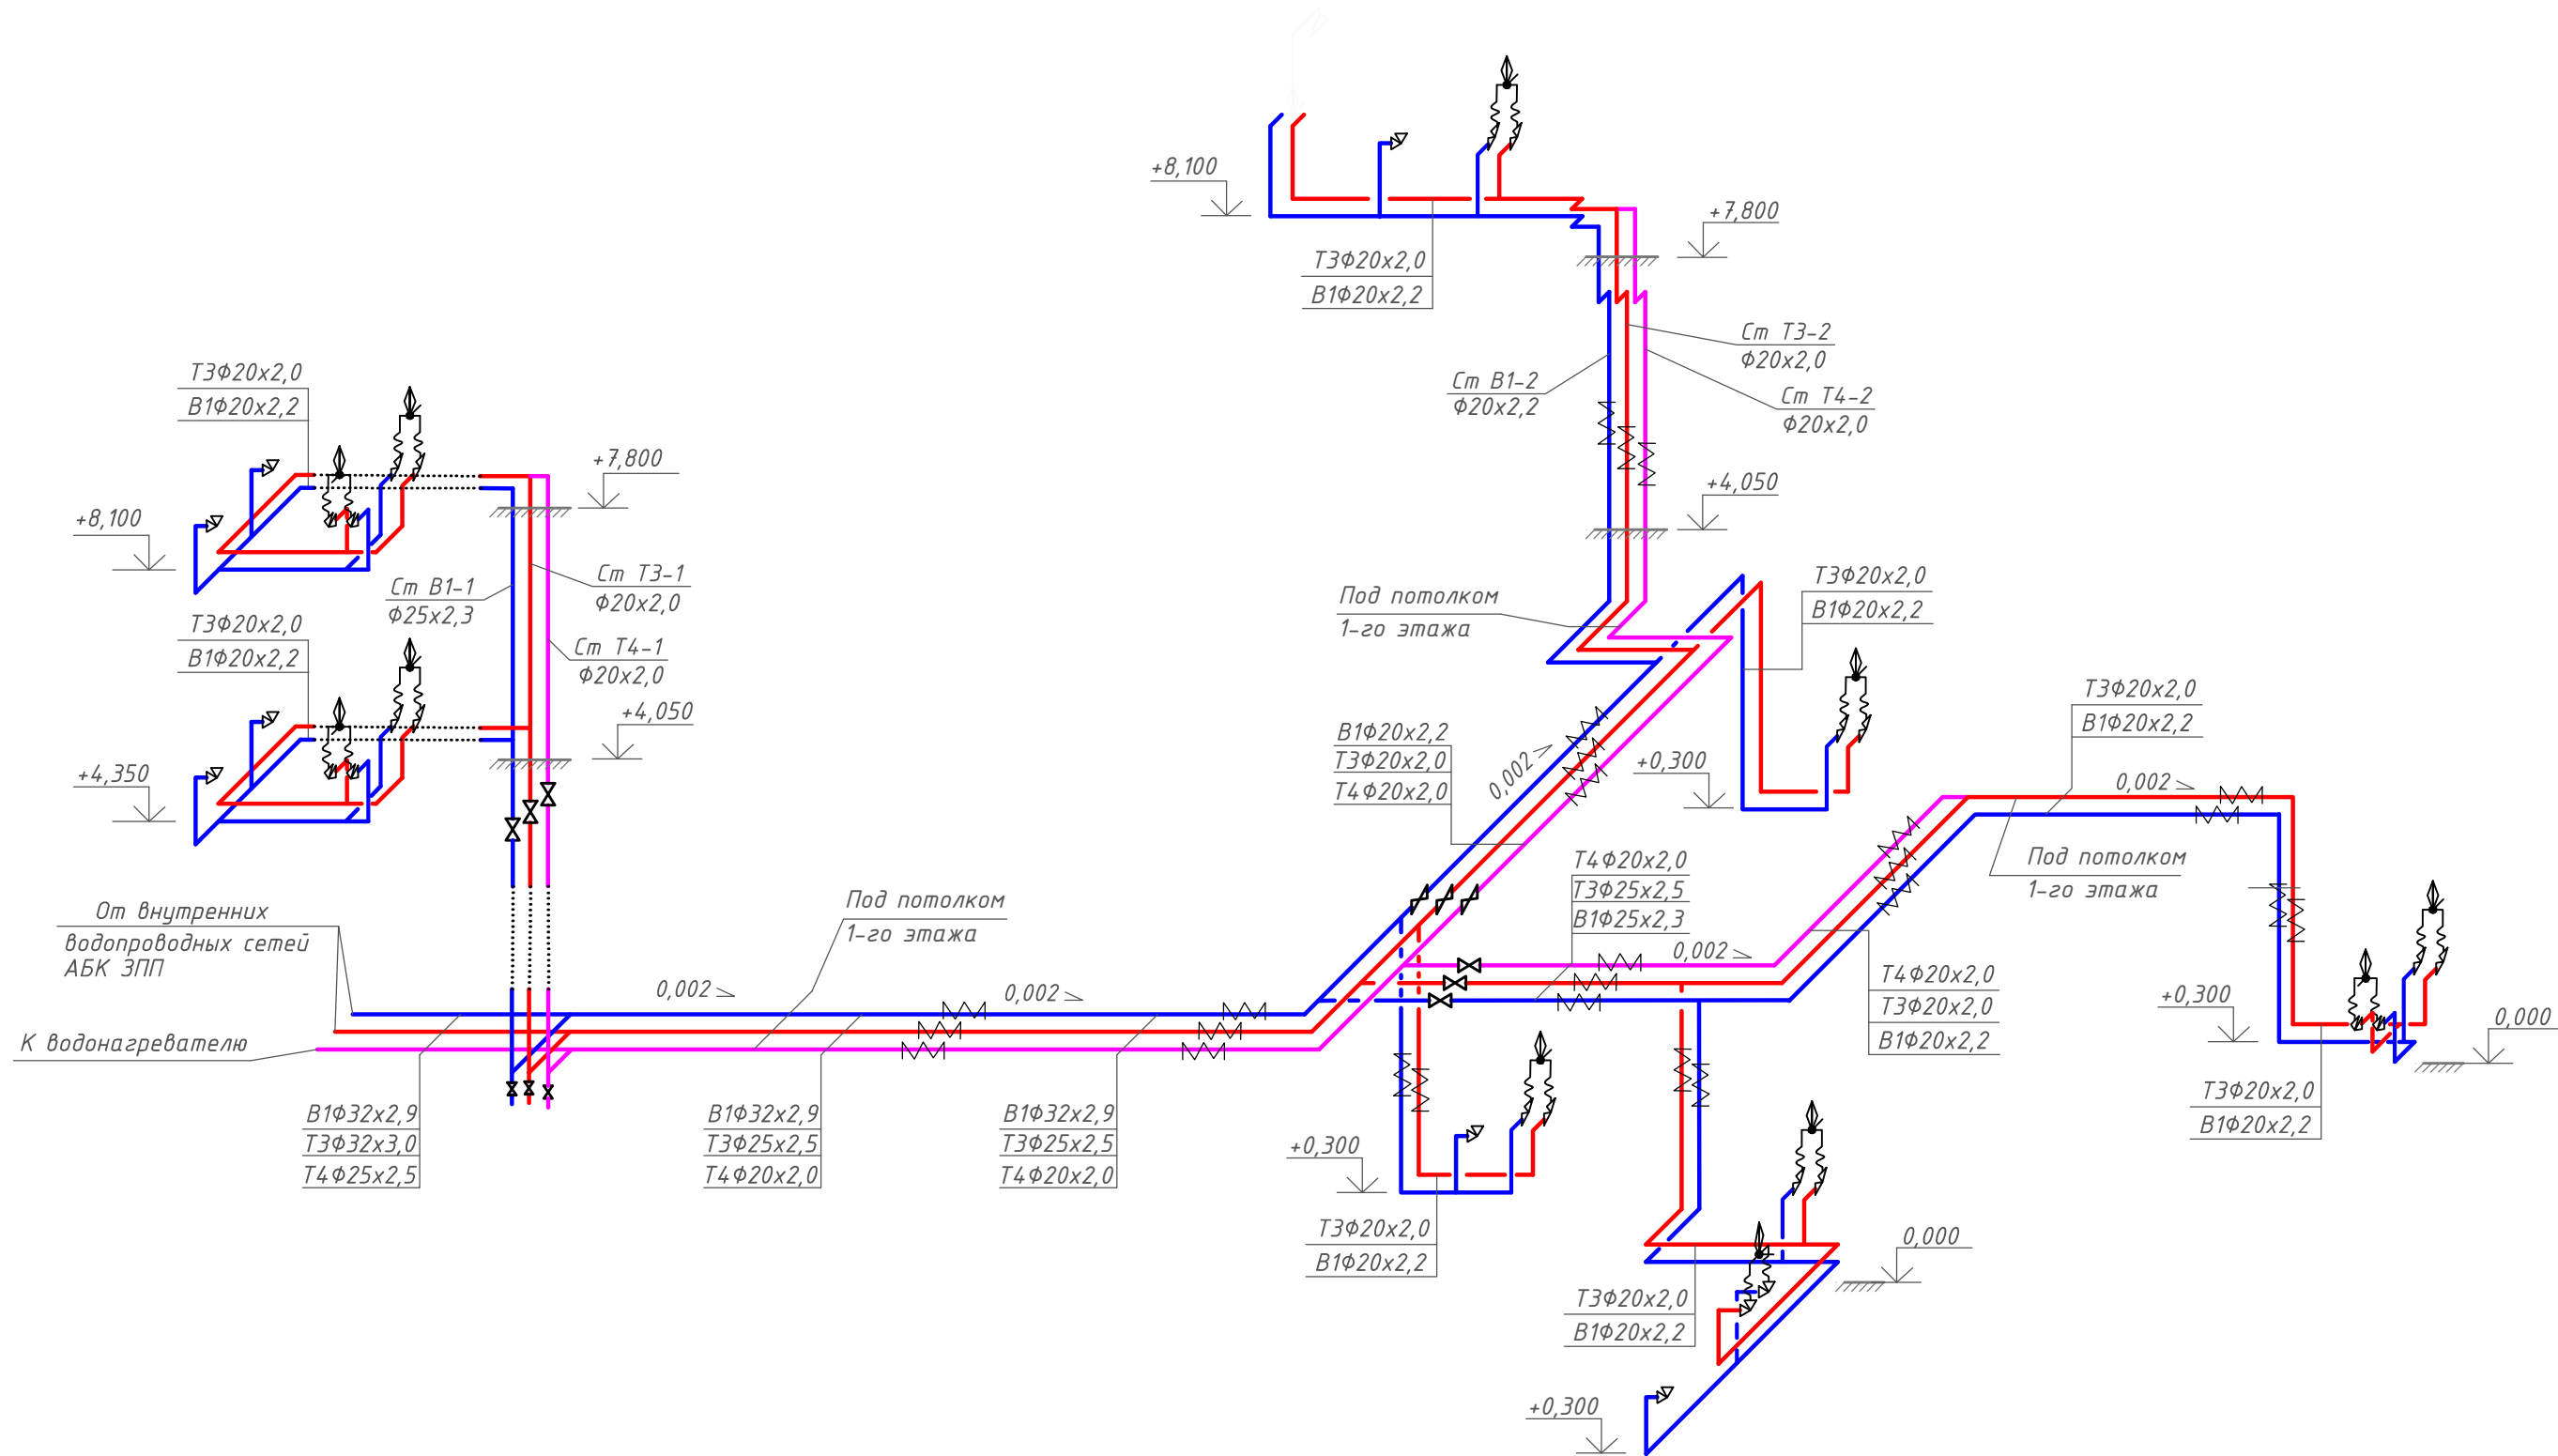 +8,100
+7,800
Т3Ф20х2,0
В1Ф20х2,2
Ст Т3-2
Ф20х2,0
Ст В1-2
Ф20х2,2
Ст Т4-2
Ф20х2,0
+4,050
Т3Ф20х2,0
В1Ф20х2,2
+7,800
+8,100
Ст В1-1
Ф25х2,3
Ст Т3-1
Ф20х2,0
Ст Т4-1
Ф20х2,0
Т3Ф20х2,0
В1Ф20х2,2
+4,050
+4,350
Под потолком
1-го этажа
Т3Ф20х2,0
В1Ф20х2,2
В1Ф20х2,2
Т3Ф20х2,0
Т4Ф20х2,0
0,002
+0,300
Т3Ф20х2,0
В1Ф20х2,2
0,002
Под потолком
1-го этажа
Т4Ф20х2,0
Т3Ф25х2,5
В1Ф25х2,3
0,002
Т4Ф20х2,0
Т3Ф20х2,0
В1Ф20х2,2
+0,300
0,000
Т3Ф20х2,0
В1Ф20х2,2
От внутренних
водопроводных сетей
АБК ЗПП
К водонагревателю
Под потолком
1-го этажа
0,002
0,002
В1Ф32х2,9
Т3Ф32х3,0
Т4Ф25х2,5
В1Ф32х2,9
Т3Ф25х2,5
Т4Ф20х2,0
В1Ф32х2,9
Т3Ф25х2,5
Т4Ф20х2,0
+0,300
Т3Ф20х2,0
В1Ф20х2,2
0,000
Т3Ф20х2,0
В1Ф20х2,2
+0,300